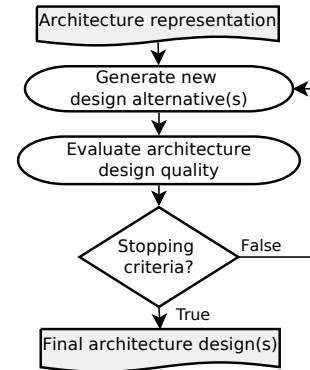 Architecture representation
Generate new
design alternative(s)
Evaluate architecture
design quality
Stopping
criteria?
False
True
Final architecture design(s)